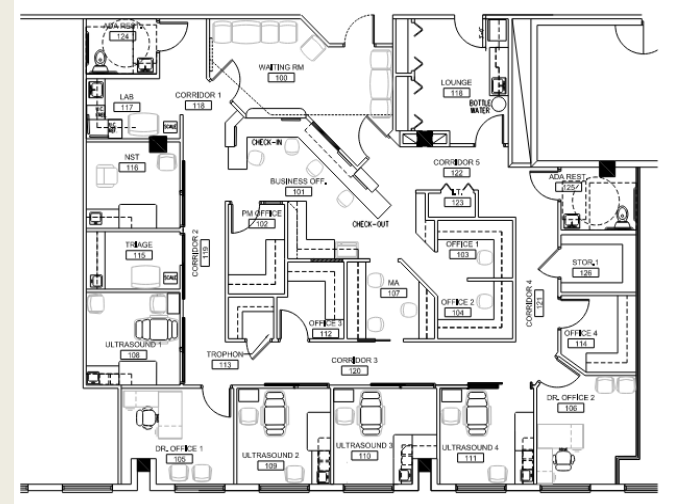 ADA REST.
124
WAITING RM
100
LOUNGE
118
BOTTLE
WATER
LAB
117
CORRIDOR 1
118
SCALE
CHECK-IN
NST
116
BUSINESS OFF.
101
CORRIDOR 5
122
ADA REST.
125
I.T.
123
PM OFFICE
102
CHECK-OUT
TRIAGE
115
SCALE
CORRIDOR 2
119
OFFICE 1
103
STOR.1
126
MA
107
OFFICE 2
104
CORRIDOR 4
121
OFFICE 3
112
OFFICE 4
114
ULTRASOUND 1
108
TROPHON
113
CORRIDOR 3
120
DR. OFFICE 2
106
DR. OFFICE 1
105
ULTRASOUND 2
109
ULTRASOUND 3
110
ULTRASOUND 4
111